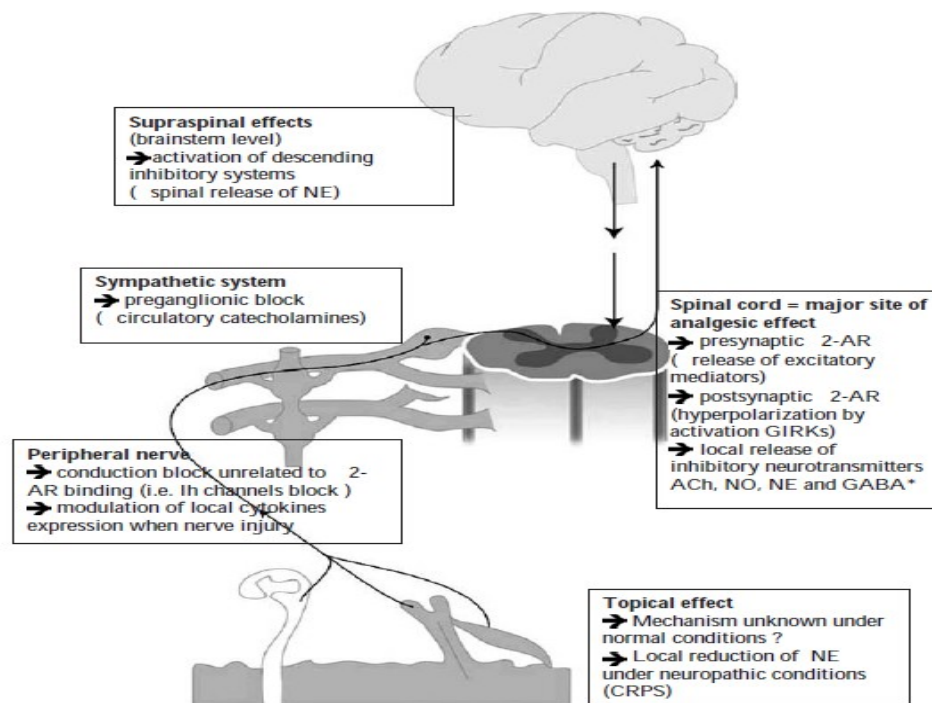 Supraspinal effects
(brainstem level)
➔activation of descending
inhibitory systems
( spinal release of NE)
Sympathetic system
➔ preganglionic block
( circulatory catecholamines)
Spinal cord = major site of
analgesic effect
➔ presynaptic 2-AR
( release of excitatory
mediators)
➔ postsynaptic 2-AR
(hyperpolarization by
activation GIRKs)
➔ local release of
inhibitory neurotransmitters
ACh, NO, NE and GABA*
Peripheral nerve
➔ conduction block unrelated to 2-
AR binding (i.e. Ih channels block )
➔ modulation of local cytokines
expression when nerve injury
Topical effect
➔ Mechanism unknown under
normal conditions ?
➔ Local reduction of NE
under neuropathic conditions
(CRPS)